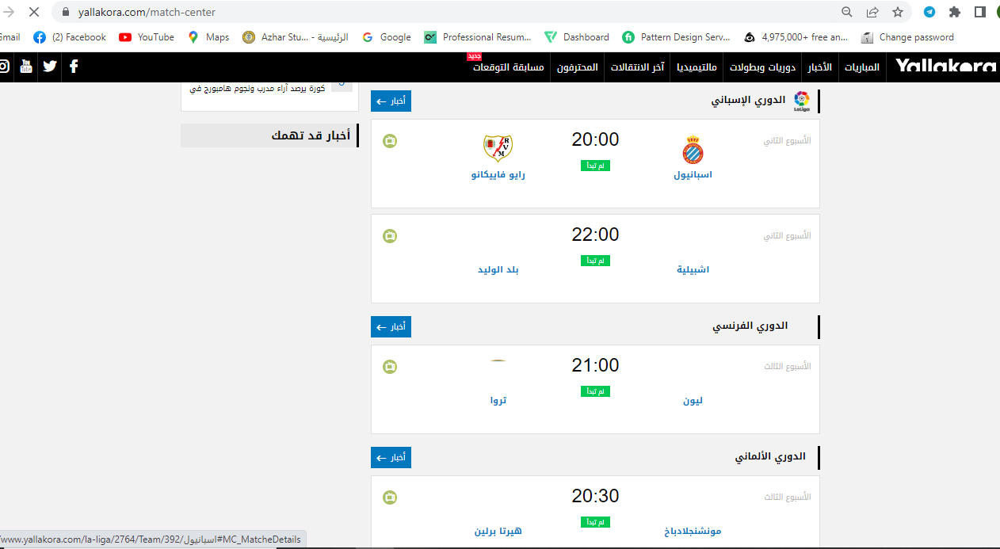 yallakora.com/match-center
Gmail
(2) Facebook
YouTube
Maps
Azhar Stu... - الرئيسية
Google
Professional Resum...
Dashboard
Pattern Design Serv...
4,975,000+ free an...
Change password
Yallakora
المباريات
الأخبار
دوريات وبطولات
مالتيميديا
آخر الانتقالات
المحترفون
مسابقة التوقعات
جديد
You Tube
كورة يرصد آراء مدرب ونجوم هامبورج في
أخبار قد تهمك
الدوري الإسباني
LaLiga
أخبار
الأسبوع الثاني
اسبانيول
20:00
لم تبدأ
RVM
رايو فاييكانو
الأسبوع الثاني
اشبيلية
22:00
لم تبدأ
بلد الوليد
الدوري الفرنسي
أخبار
الأسبوع الثالث
ليون
21:00
لم تبدأ
تروا
الدوري الألماني
أخبار
الأسبوع الثالث
مونشنجلادباخ
20:30
لم تبدأ
هيرتا برلين
/www.yallakora.com/la-liga/2764/Team/392/اسبانيول#MC_MatcheDetails